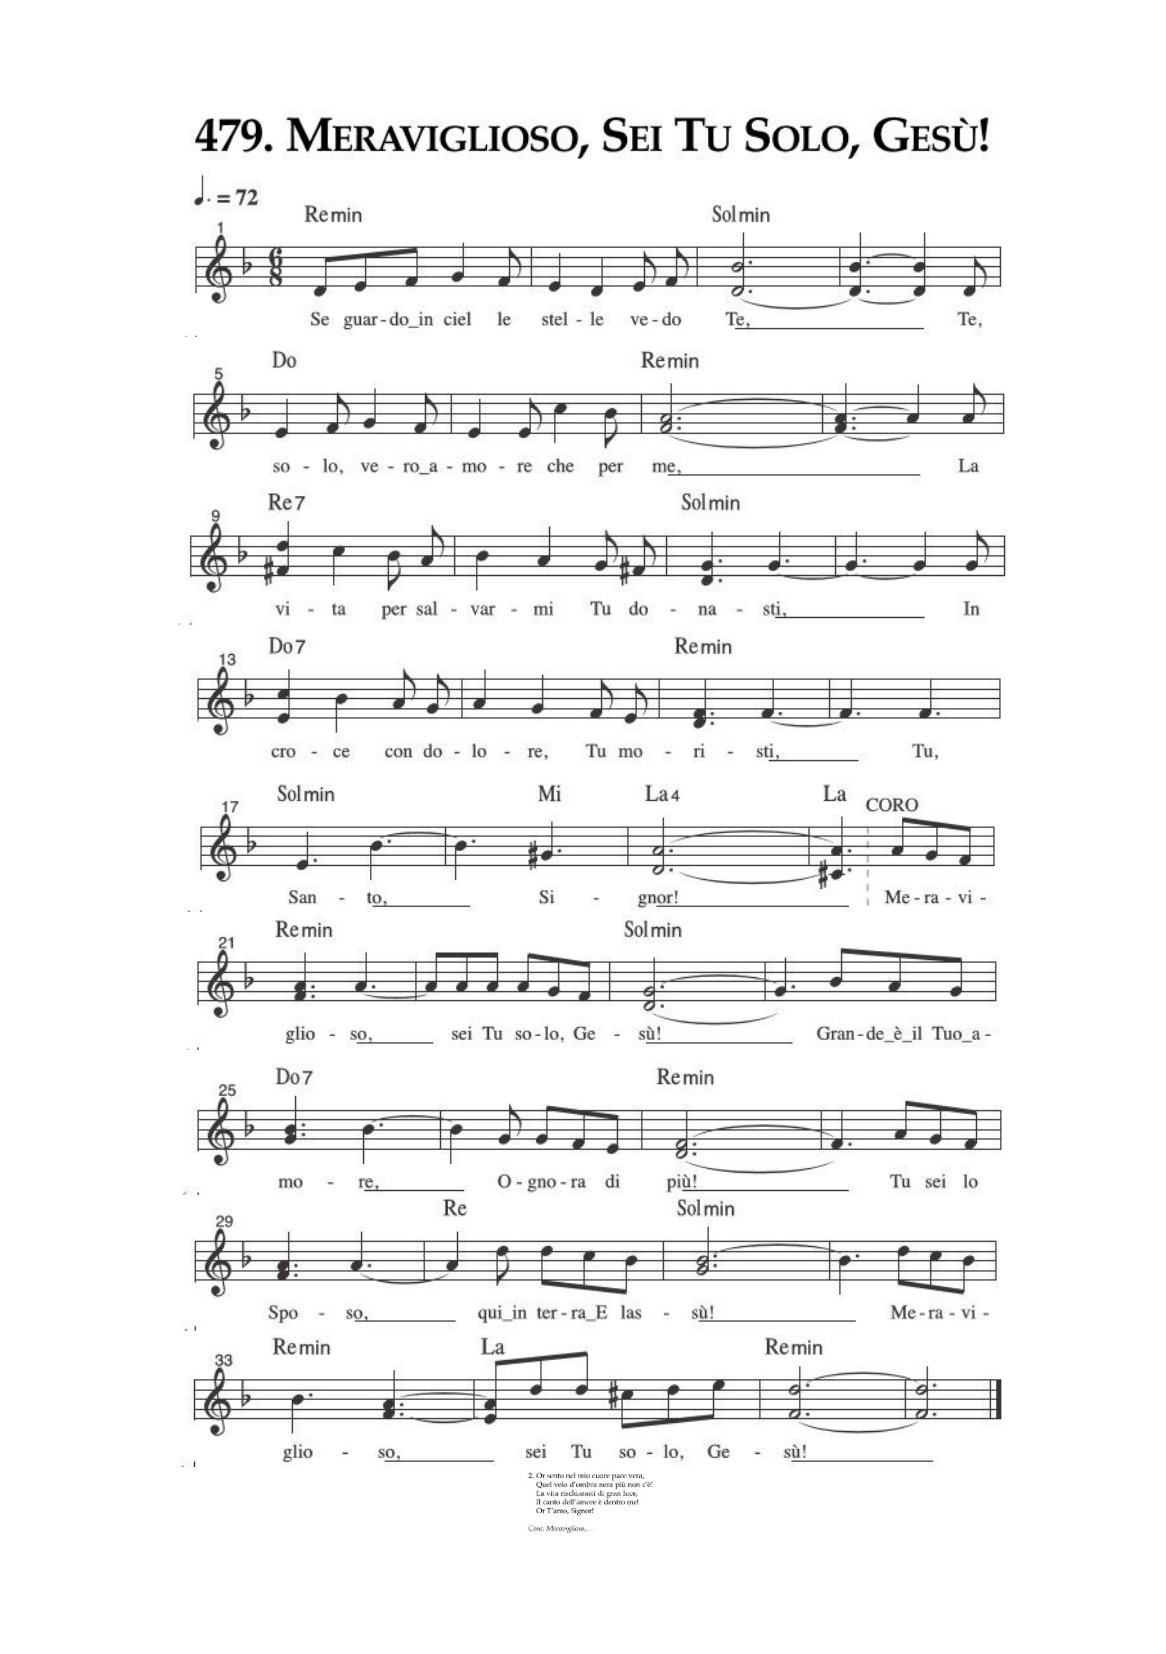 479. Meraviglioso, Sei Tu Solo, Gesù!
♩. = 72
Remin Solmin
1
6
8
Se guar-do_in ciel le stel - le ve-do Te, Te,
Do Remin
5
so - lo, ve - ro_a - mo - re che per me, La
Re7 Solmin
9
vi - ta per sal - var - mi Tu do - na - sti, In
Do7 Remin
13
cro - ce con do - lo - re, Tu mo - ri - sti, Tu,
Solmin Mi La4 La
17 CORO
San - to, Si - gnor! Me-ra-vi-
Remin Solmin
21
glio - so, sei Tu so-lo, Ge - sù! Gran-de_è_il Tuo_a-
Do7 Remin
25
mo - re, O-gno-ra di più! Tu sei lo
Re Solmin
29
Spo - so, qui_in ter-ra_E las - sù! Me-ra-vi-
Remin La Remin
33
glio - so, sei Tu so-lo, Ge - sù!
2. Or sento nel mio cuore pace vera,
Quel velo d'ombra nera più non c'è!
La vita rischiarasti di gran luce,
Il canto dell'amore è dentro me!
Or T'amo, Signor!
Coro: Meraviglioso,...